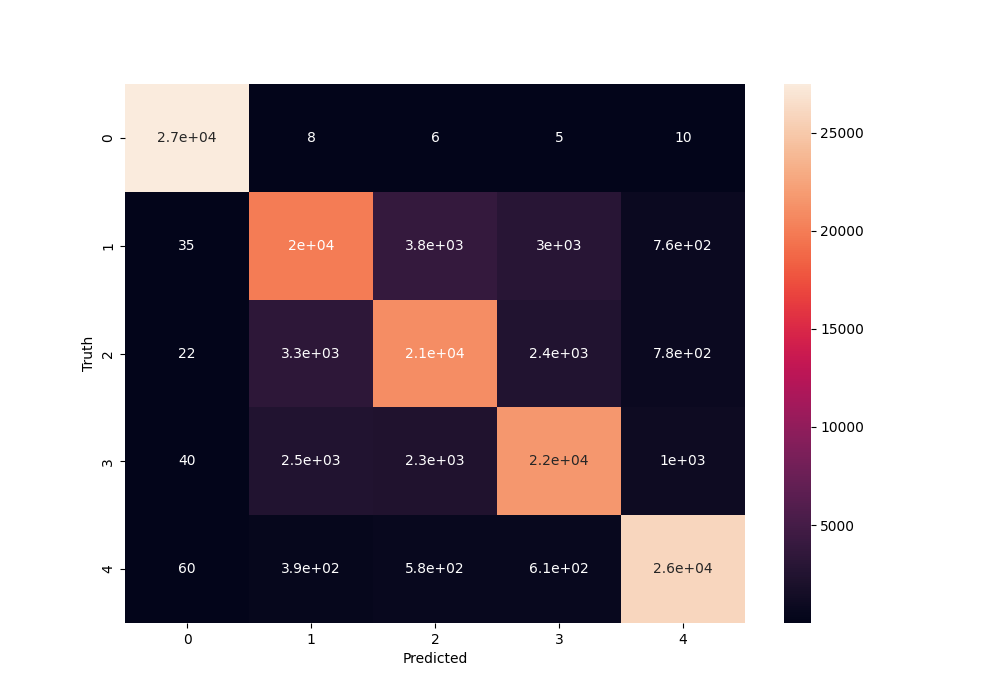 0 2.7e+04 8 6 5 10
1 35 2e+04 3.8e+03 3e+03 7.6e+02
2 22 3.3e+03 2.1e+04 2.4e+03 7.8e+02
3 40 2.5e+03 2.3e+03 2.2e+04 1e+03
4 60 3.9e+02 5.8e+02 6.1e+02 2.6e+04
0 1 2 3 4
Predicted
Truth
25000
20000
15000
10000
5000